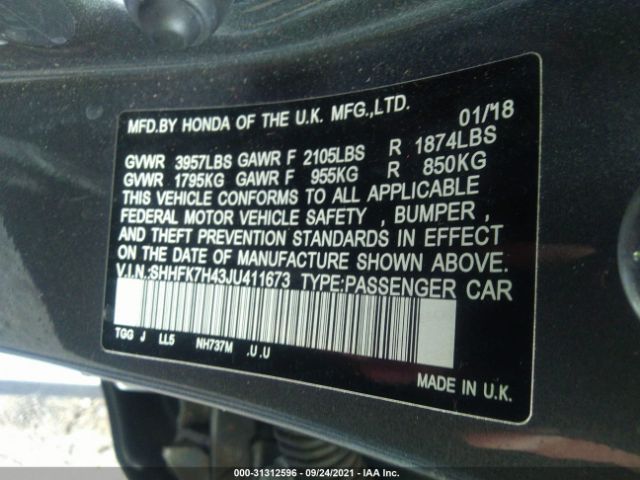 MFD.BY HONDA OF THE U.K. MFG.,LTD. 01/18
GVWR 3957LBS GAWR F 2105LBS R 1874LBS
GVWR 1795KG GAWR F 955KG R 850KG
THIS VEHICLE CONFORMS TO ALL APPLICABLE
FEDERAL MOTOR VEHICLE SAFETY , BUMPER ,
AND THEFT PREVENTION STANDARDS IN EFFECT
ON THE DATE OF MANUFACTURE SHOWN ABOVE.
V.I.N.:SHHFK7H43JU411673 TYPE:PASSENGER CAR
TGG J LL5 NH737M .U.U
MADE IN U.K.
000-31312596 - 09/24/2021 - IAA Inc.